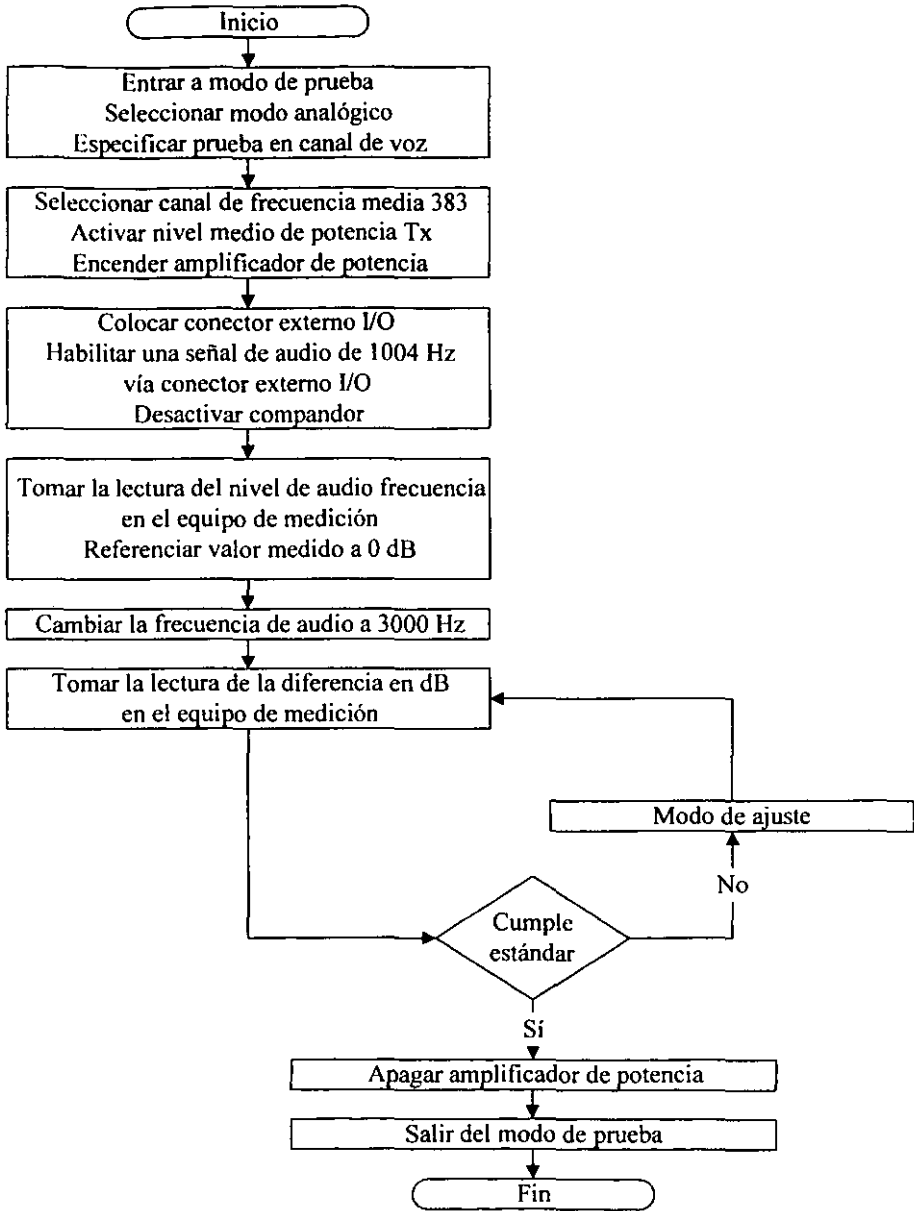 Inicio
Entrar a modo de prueba
Seleccionar modo analógico
Especificar prueba en canal de voz
Seleccionar canal de frecuencia media 383
Activar nivel medio de potencia Tx
Encender amplificador de potencia
Colocar conector externo I/O
Habilitar una señal de audio de 1004 Hz
vía conector externo I/O
Desactivar compandor
Tomar la lectura del nivel de audio frecuencia
en el equipo de medición
Referenciar valor medido a 0 dB
Cambiar la frecuencia de audio a 3000 Hz
Tomar la lectura de la diferencia en dB
en el equipo de medición
Modo de ajuste
No
Cumple
estándar
Sí
Apagar amplificador de potencia
Salir del modo de prueba
Fin